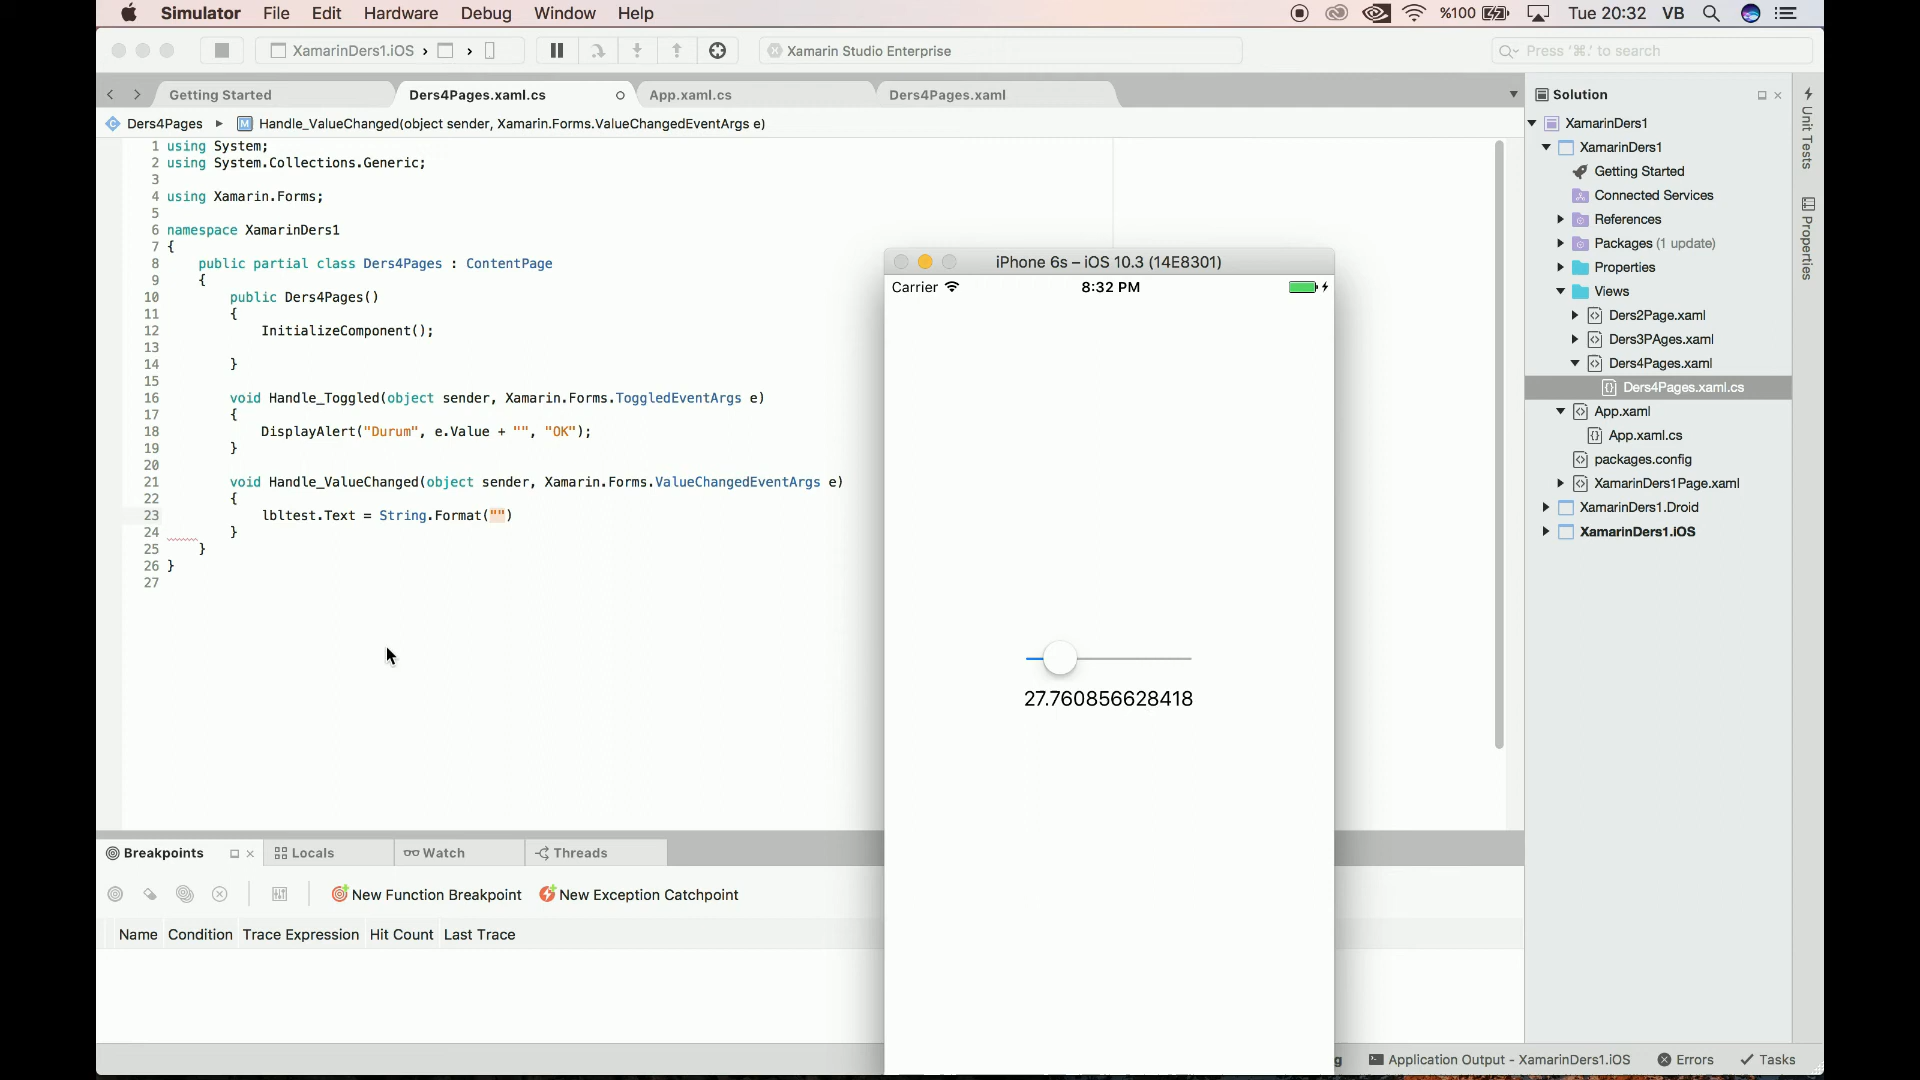 Simulator File Edit Hardware Debug Window Help %100 Tue 20:32 VB
XamarinDers1.iOS › › Xamarin Studio Enterprise Press '⌘.' to search
Getting Started Ders4Pages.xaml.cs App.xaml.cs Ders4Pages.xaml
Ders4Pages ▸ M Handle_ValueChanged(object sender, Xamarin.Forms.ValueChangedEventArgs e)
1 using System;
2 using System.Collections.Generic;
3
4 using Xamarin.Forms;
5
6 namespace XamarinDers1
7 {
8 public partial class Ders4Pages : ContentPage
9 {
10 public Ders4Pages()
11 {
12 InitializeComponent();
13
14 }
15
16 void Handle_Toggled(object sender, Xamarin.Forms.ToggledEventArgs e)
17 {
18 DisplayAlert("Durum", e.Value + "", "OK");
19 }
20
21 void Handle_ValueChanged(object sender, Xamarin.Forms.ValueChangedEventArgs e)
22 {
23 lbltest.Text = String.Format("")
24 }
25 }
26 }
27
iPhone 6s – iOS 10.3 (14E8301)
Carrier 8:32 PM
27.760856628418
Solution
XamarinDers1
XamarinDers1
Getting Started
Connected Services
References
Packages (1 update)
Properties
Views
Ders2Page.xaml
Ders3PAges.xaml
Ders4Pages.xaml
Ders4Pages.xaml.cs
App.xaml
App.xaml.cs
packages.config
XamarinDers1Page.xaml
XamarinDers1.Droid
XamarinDers1.iOS
Unit Tests
Properties
Breakpoints Locals Watch Threads
New Function Breakpoint New Exception Catchpoint
Name Condition Trace Expression Hit Count Last Trace
Application Output - XamarinDers1.iOS Errors Tasks